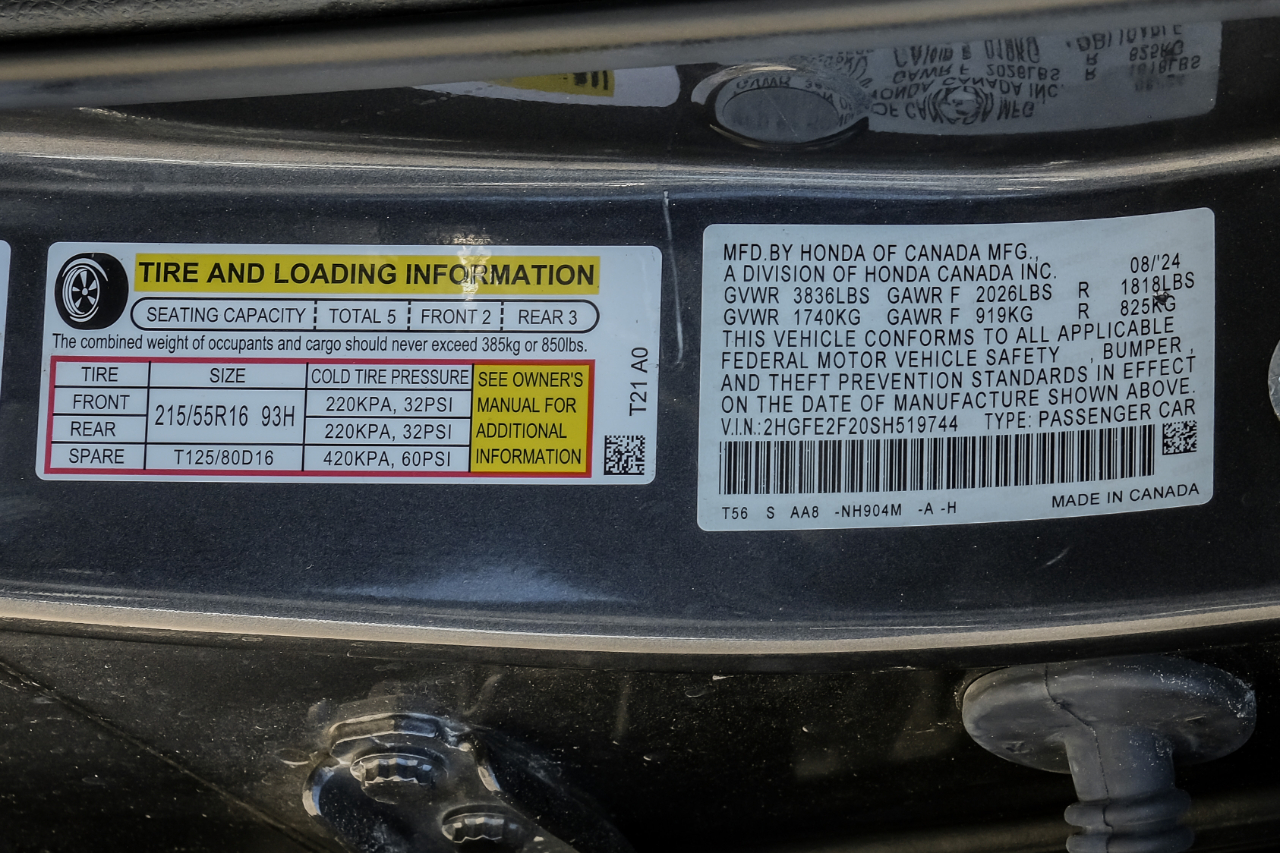 TIRE AND LOADING INFORMATION
SEATING CAPACITY TOTAL 5 FRONT 2 REAR 3
The combined weight of occupants and cargo should never exceed 385kg or 850lbs.
TIRE SIZE COLD TIRE PRESSURE SEE OWNER'S
FRONT 215/55R16 93H 220KPA, 32PSI MANUAL FOR
REAR 220KPA, 32PSI ADDITIONAL
SPARE T125/80D16 420KPA, 60PSI INFORMATION
T21 A0
MFD.BY HONDA OF CANADA MFG.,
A DIVISION OF HONDA CANADA INC. 08/'24
GVWR 3836LBS GAWR F 2026LBS R 1818LBS
GVWR 1740KG GAWR F 919KG R 825KG
THIS VEHICLE CONFORMS TO ALL APPLICABLE
FEDERAL MOTOR VEHICLE SAFETY , BUMPER,
AND THEFT PREVENTION STANDARDS IN EFFECT
ON THE DATE OF MANUFACTURE SHOWN ABOVE.
V.I.N.:2HGFE2F20SH519744 TYPE: PASSENGER CAR
T56 S AA8 -NH904M -A -H MADE IN CANADA